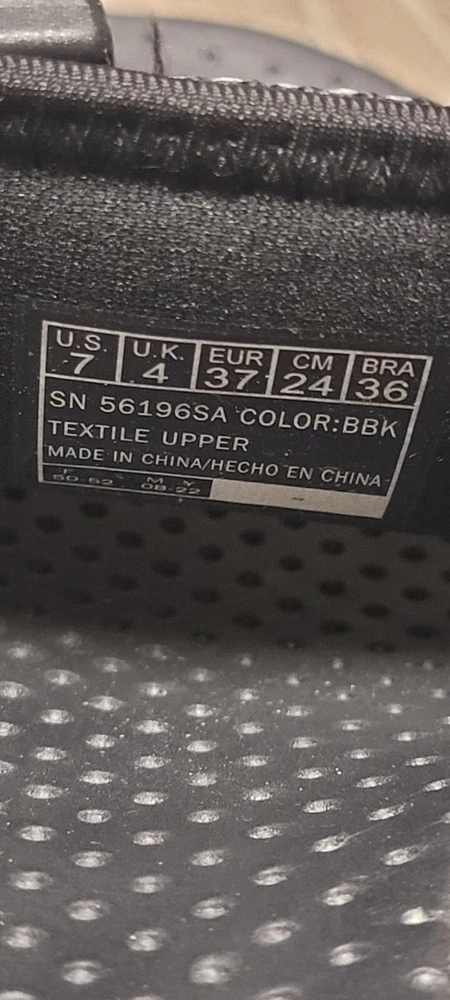 U.S. U.K. EUR CM BRA
7 4 37 24 36
SN 56196SA COLOR:BBK
TEXTILE UPPER
MADE IN CHINA/HECHO EN CHINA
F M Y
50-52 08-22